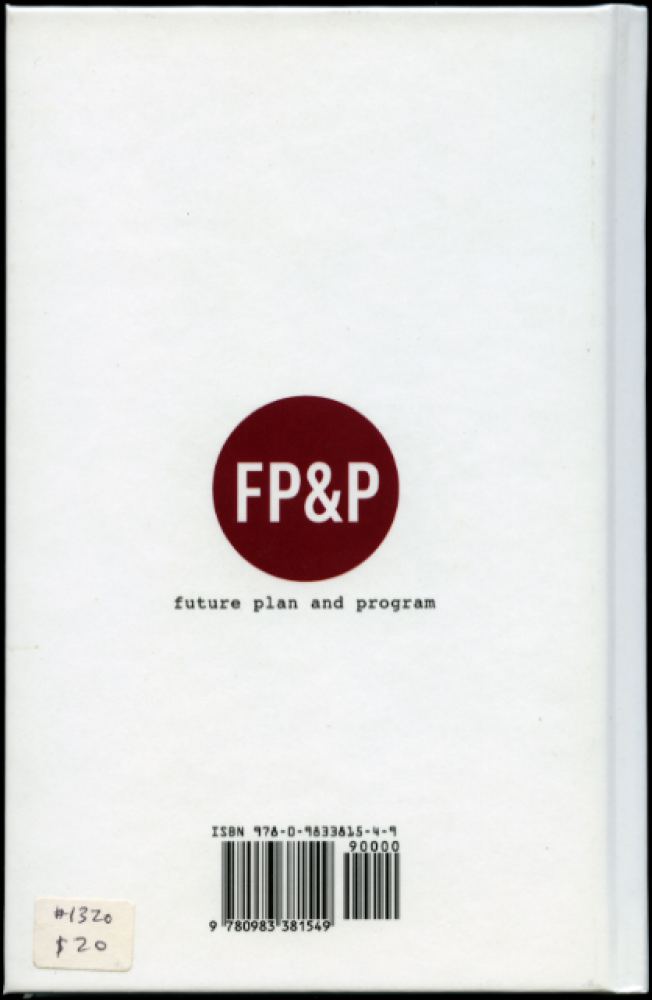 FP&P
future plan and program
ISBN 978-0-9833815-4-9
90000
9 780983 381549
#1320
$20